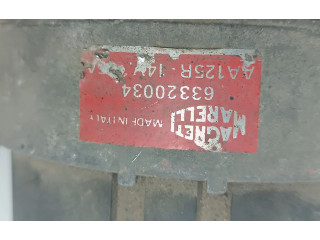 MAGNETI
MARELLI
MADE IN ITALY
63320034
AA125R-14V